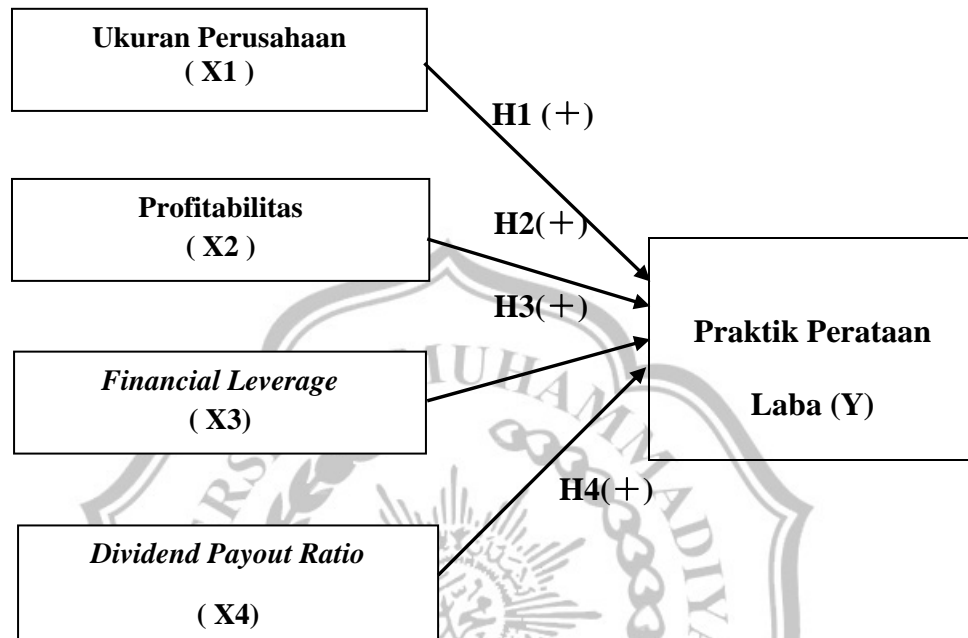 Ukuran Perusahaan
( X1 )
H1 (+)
Profitabilitas
( X2 )
H2(+)
H3(+)
Praktik Perataan
Laba (Y)
Financial Leverage
( X3)
H4(+)
Dividend Payout Ratio
( X4)
MUHAMMADIYA